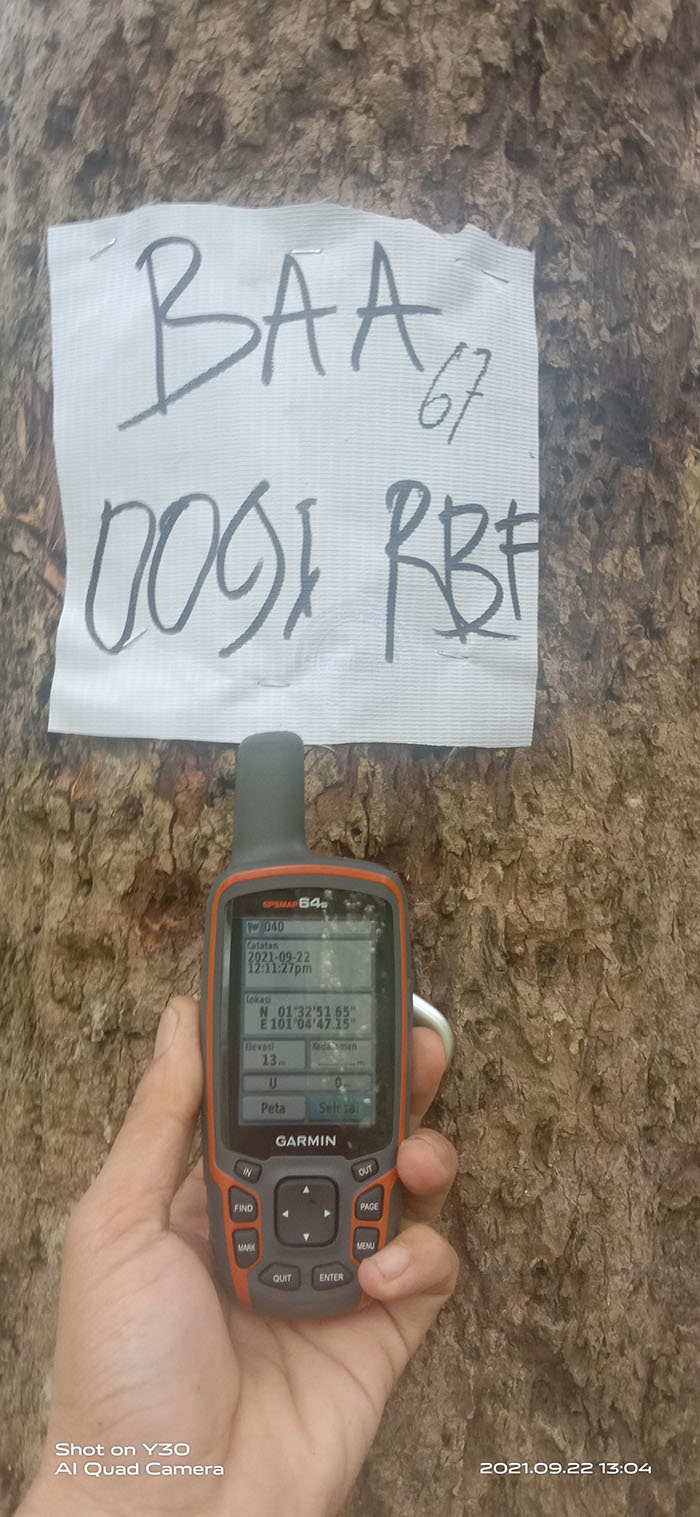 BAA
67
0091 RBF
GPSMAP 64s
040
Catatan
2021-09-22
12:11:27pm
Lokasi
N 01°32'51.65"
E 101°04'47.15"
Elevasi Kedalaman
13m
U 0m
Peta Selesai
GARMIN
IN OUT
FIND PAGE
MARK MENU
QUIT ENTER
Shot on Y30
AI Quad Camera
2021.09.22 13:04